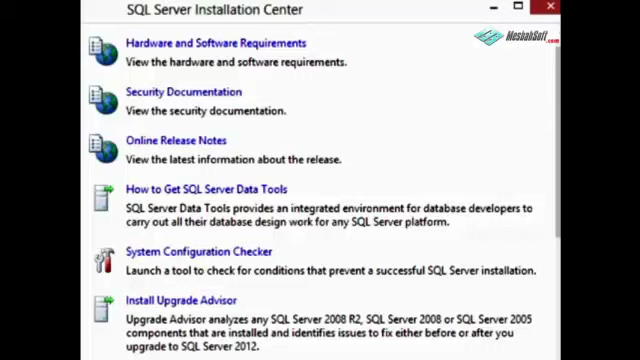 SQL Server Installation Center
MesbahSoft.com
Hardware and Software Requirements
View the hardware and software requirements.
Security Documentation
View the security documentation.
Online Release Notes
View the latest information about the release.
How to Get SQL Server Data Tools
SQL Server Data Tools provides an integrated environment for database developers to
carry out all their database design work for any SQL Server platform.
System Configuration Checker
Launch a tool to check for conditions that prevent a successful SQL Server installation.
Install Upgrade Advisor
Upgrade Advisor analyzes any SQL Server 2008 R2, SQL Server 2008 or SQL Server 2005
components that are installed and identifies issues to fix either before or after you
upgrade to SQL Server 2012.